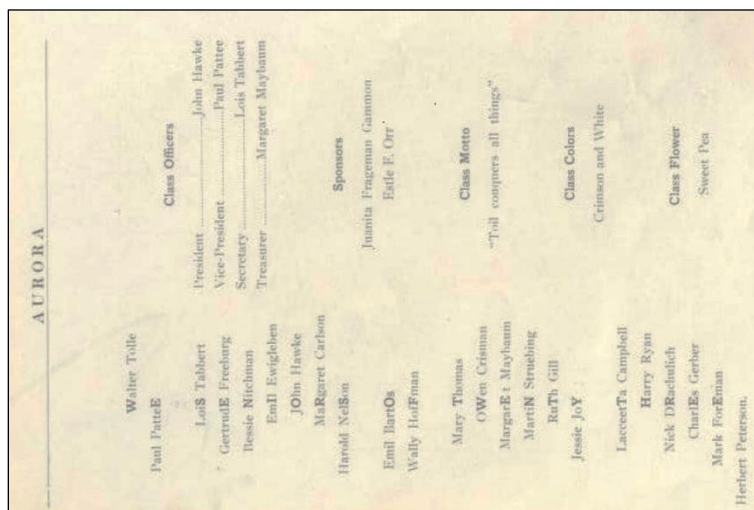 AURORA
Walter Tolle
Paul PatteE
LoiS Tabbert
GertrudE Freeburg
Bessie Nitchman
EmIl Ewigleben
JOhn Hawke
MaRgaret Carlson
Harold NelSon
Emil BartOs
Wally HofFman
Mary Thomas
OWen Crisman
MargarE t Maybaum
MartiN Struebing
RuTh Gill
Jessie JoY
LacceetTa Campbell
Harry Ryan
Nick DRachulich
CharlEs Gerber
Mark ForEman
Herbert Peterson.
Class Officers
President ........ John Hawke
Vice-President ........ Paul Pattee
Secretary ........ Lois Tabbert
Treasurer ........ Margaret Maybaum
Sponsors
Juanita Frageman Gammon
Estle F. Orr
Class Motto
"Toil conquers all things"
Class Colors
Crimson and White
Class Flower
Sweet Pea